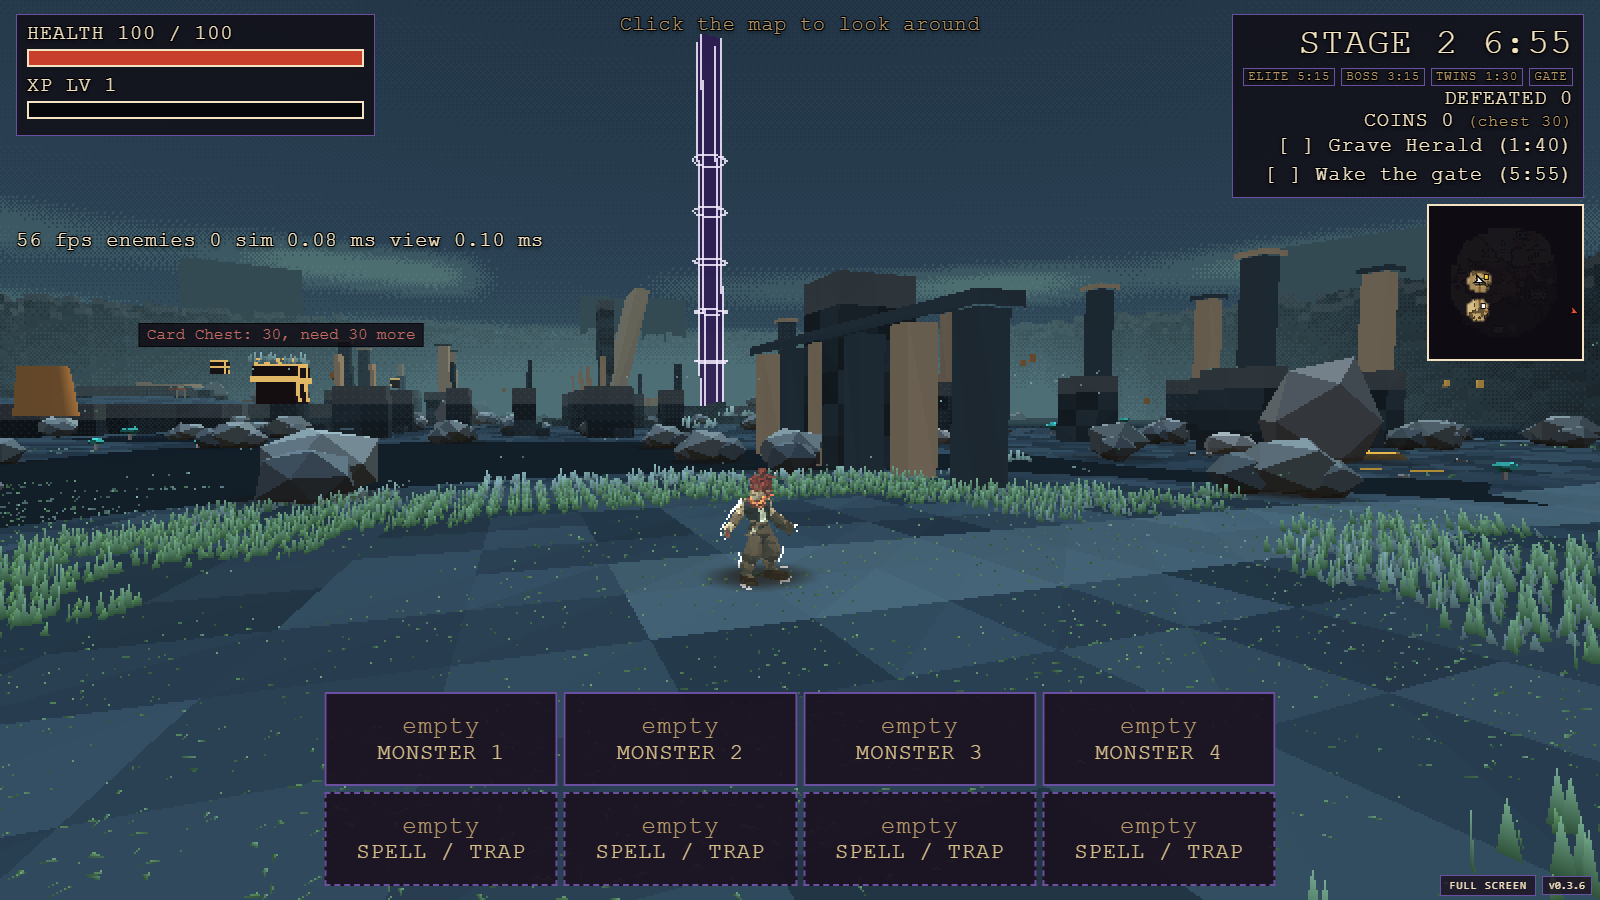 Click the map to look around
HEALTH 100 / 100
XP LV 1
STAGE 2 6:55
ELITE 5:15 BOSS 3:15 TWINS 1:30 GATE
DEFEATED 0
COINS 0 (chest 30)
[ ] Grave Herald (1:40)
[ ] Wake the gate (5:55)
56 fps enemies 0 sim 0.08 ms view 0.10 ms
Card Chest: 30, need 30 more
empty empty empty empty
MONSTER 1 MONSTER 2 MONSTER 3 MONSTER 4
empty empty empty empty
SPELL / TRAP SPELL / TRAP SPELL / TRAP SPELL / TRAP
FULL SCREEN v0.3.6